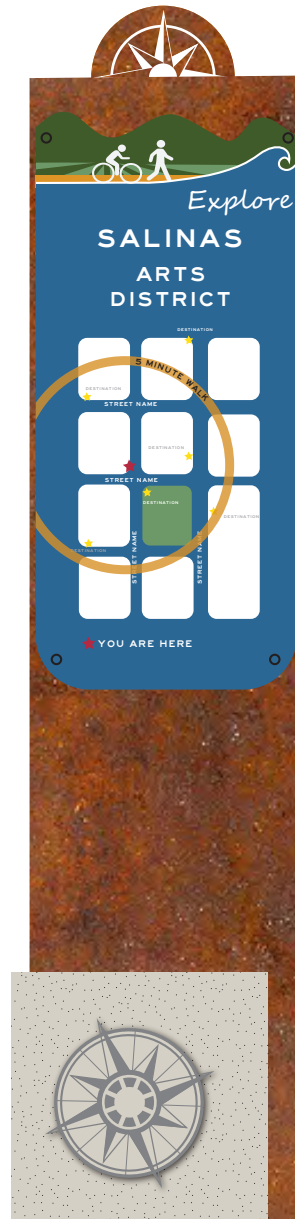 Explore
SALINAS
ARTS
DISTRICT
DESTINATION
5 MINUTE WALK
DESTINATION
STREET NAME
DESTINATION
STREET NAME
DESTINATION
DESTINATION
DESTINATION
STREET NAME
STREET NAME
YOU ARE HERE